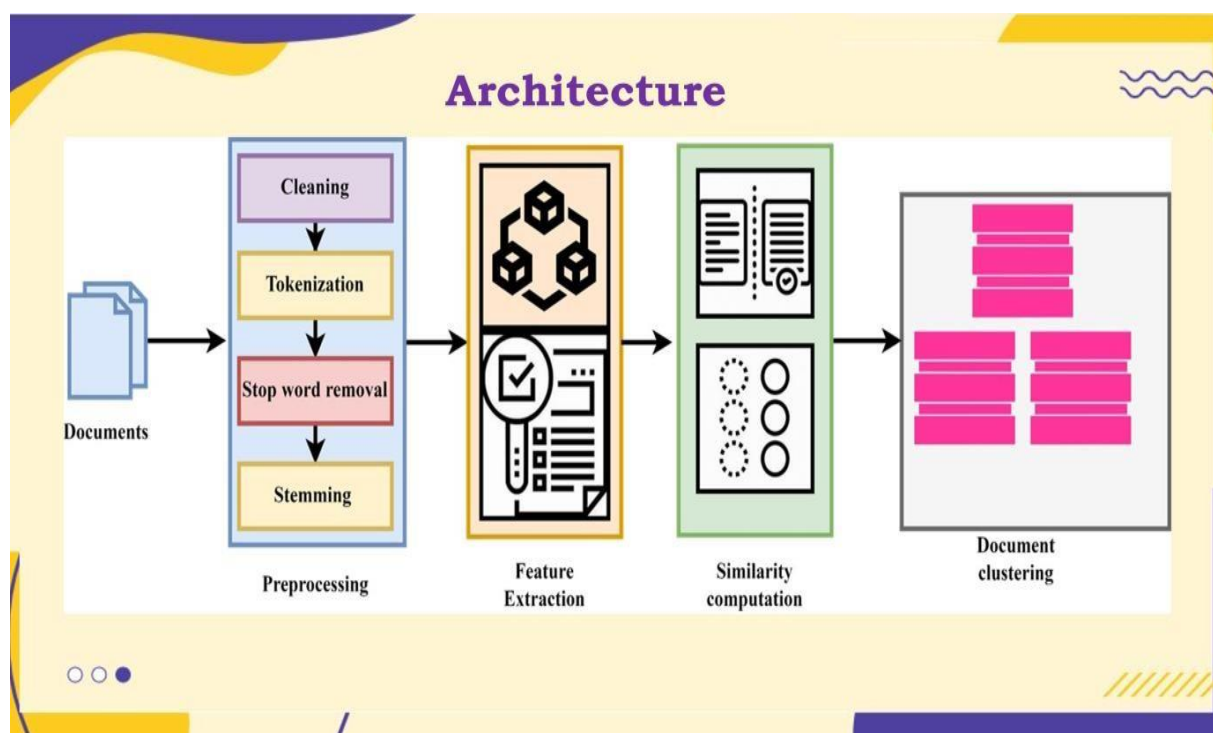 Architecture
Documents
Cleaning
Tokenization
Stop word removal
Stemming
Preprocessing
Feature
Extraction
Similarity
computation
Document
clustering